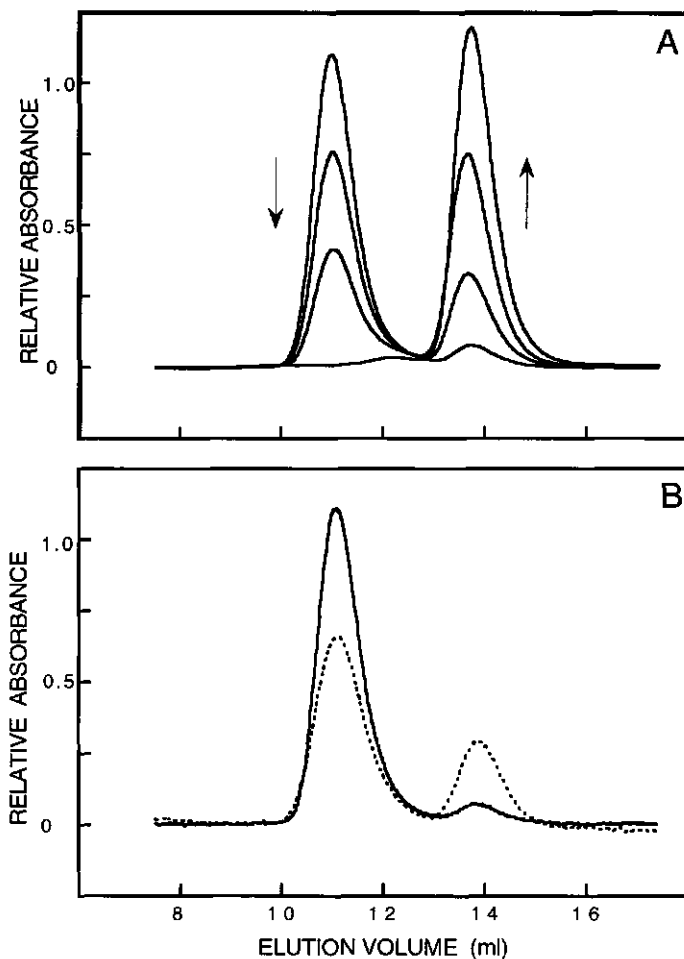 A
RELATIVE ABSORBANCE
1.0
0.5
0
B
RELATIVE ABSORBANCE
1.0
0.5
0
8 10 12 14 16
ELUTION VOLUME (ml)